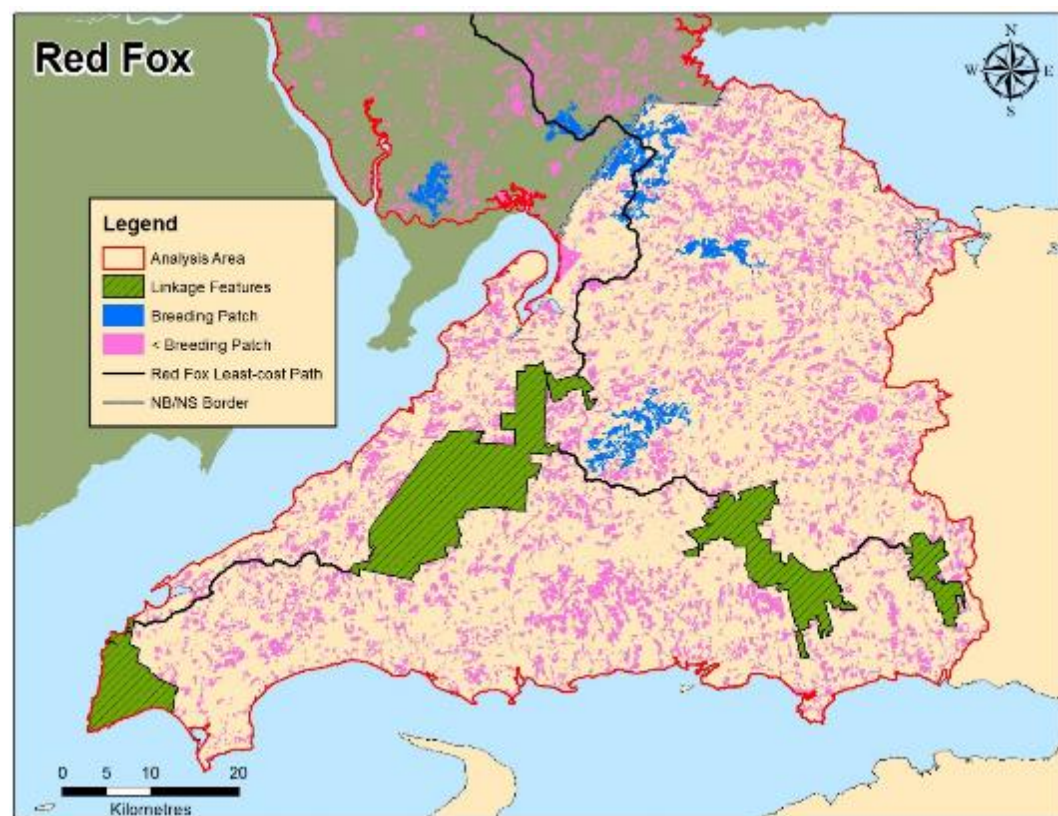 Red Fox
N
W E
S
Legend
Analysis Area
Linkage Features
Breeding Patch
< Breeding Patch
Red Fox Least-cost Path
NB/NS Border
0 5 10 20
Kilometres